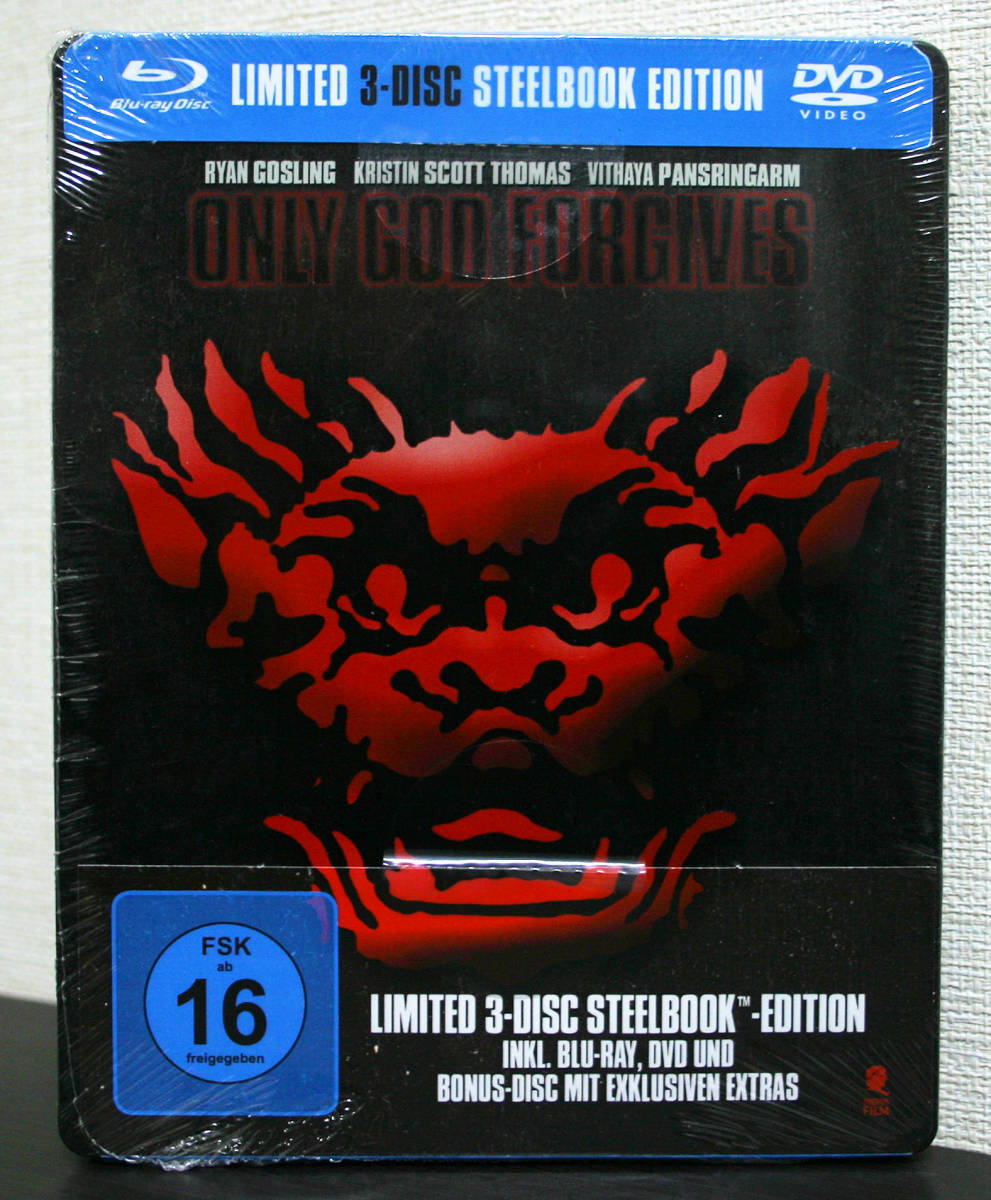 Blu-ray Disc LIMITED 3-DISC STEELBOOK EDITION DVD
VIDEO
RYAN GOSLING KRISTIN SCOTT THOMAS VITHAYA PANSRINGARM
ONLY GOD FORGIVES
FSK
ab
16
freigegeben
LIMITED 3-DISC STEELBOOK™-EDITION
INKL. BLU-RAY, DVD UND
BONUS-DISC MIT EXKLUSIVEN EXTRAS
FILM